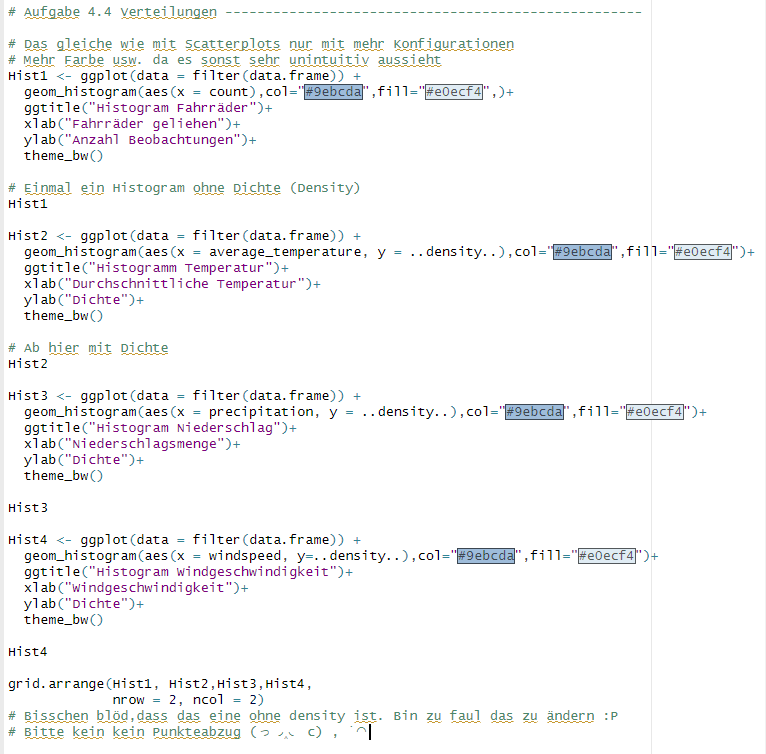 # Aufgabe 4.4 Verteilungen ----------------------------------------------------
# Das gleiche wie mit Scatterplots nur mit mehr Konfigurationen
# Mehr Farbe usw. da es sonst sehr unintuitiv aussieht
Hist1 <- ggplot(data = filter(data.frame)) +
  geom_histogram(aes(x = count),col="#9ebcda",fill="#e0ecf4",)+
  ggtitle("Histogram Fahrräder")+
  xlab("Fahrräder geliehen")+
  ylab("Anzahl Beobachtungen")+
  theme_bw()
# Einmal ein Histogram ohne Dichte (Density)
Hist1
Hist2 <- ggplot(data = filter(data.frame)) +
  geom_histogram(aes(x = average_temperature, y = ..density..),col="#9ebcda",fill="#e0ecf4")+
  ggtitle("Histogramm Temperatur")+
  xlab("Durchschnittliche Temperatur")+
  ylab("Dichte")+
  theme_bw()
# Ab hier mit Dichte
Hist2
Hist3 <- ggplot(data = filter(data.frame)) +
  geom_histogram(aes(x = precipitation, y = ..density..),col="#9ebcda",fill="#e0ecf4")+
  ggtitle("Histogram Niederschlag")+
  xlab("Niederschlagsmenge")+
  ylab("Dichte")+
  theme_bw()
Hist3
Hist4 <- ggplot(data = filter(data.frame)) +
  geom_histogram(aes(x = windspeed, y=..density..),col="#9ebcda",fill="#e0ecf4")+
  ggtitle("Histogram Windgeschwindigkeit")+
  xlab("Windgeschwindigkeit")+
  ylab("Dichte")+
  theme_bw()
Hist4
grid.arrange(Hist1, Hist2,Hist3,Hist4,
             nrow = 2, ncol = 2)
# Bisschen blöd,dass das eine ohne density ist. Bin zu faul das zu ändern :P
# Bitte kein kein Punkteabzug